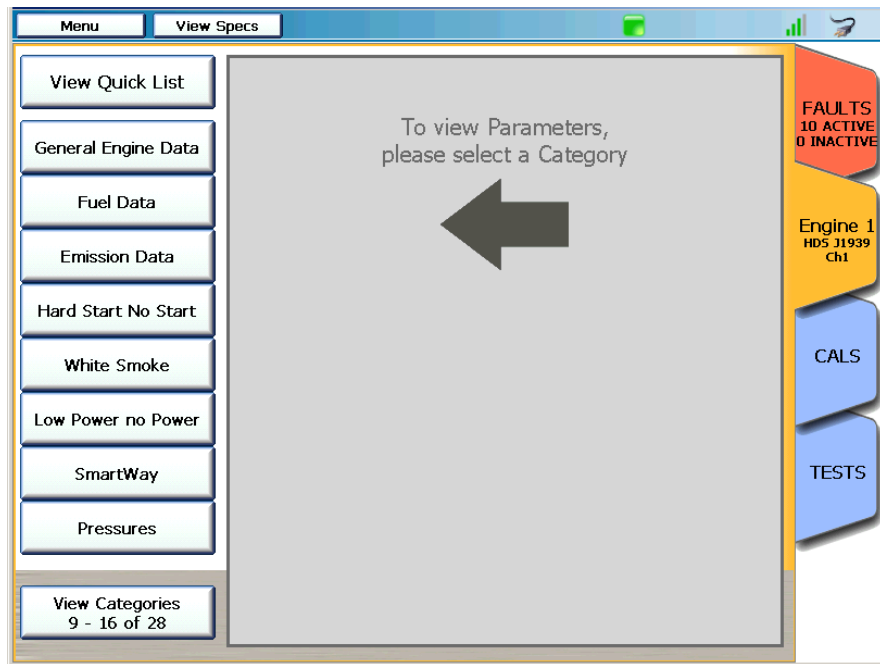 Menu
View Specs
View Quick List
General Engine Data
Fuel Data
Emission Data
Hard Start No Start
White Smoke
Low Power no Power
SmartWay
Pressures
View Categories
9 - 16 of 28
To view Parameters,
please select a Category
FAULTS
10 ACTIVE
0 INACTIVE
Engine 1
HDS J1939
Ch1
CALS
TESTS